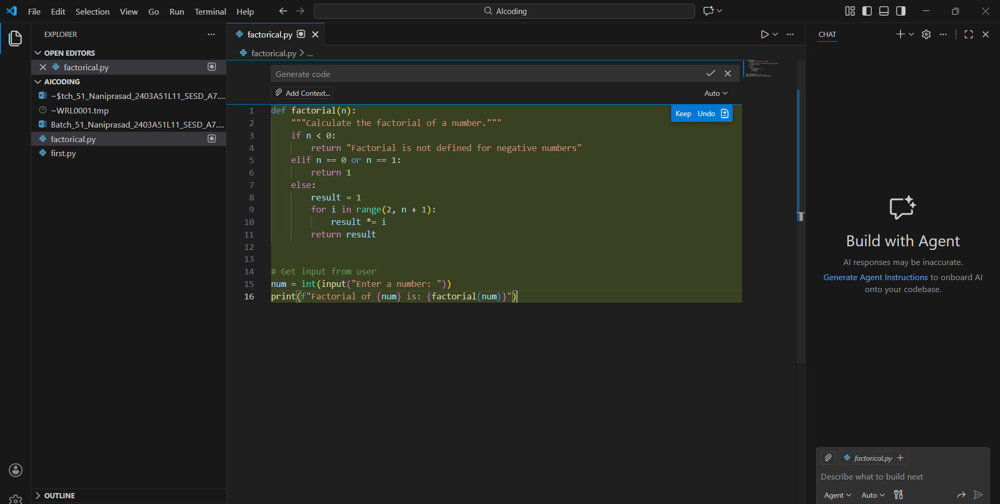 File Edit Selection View Go Run Terminal Help
AIcoding
EXPLORER
OPEN EDITORS
factorical.py
AICODING
~$tch_51_Naniprasad_2403A51L11_SESD_A7....
~WRL0001.tmp
Batch_51_Naniprasad_2403A51L11_SESD_A7....
factorical.py
first.py
OUTLINE
factorical.py
factorical.py > ...
Generate code
Add Context...
Auto
Keep Undo
1 def factorial(n):
2 """Calculate the factorial of a number."""
3 if n < 0:
4 return "Factorial is not defined for negative numbers"
5 elif n == 0 or n == 1:
6 return 1
7 else:
8 result = 1
9 for i in range(2, n + 1):
10 result *= i
11 return result
12
13
14 # Get input from user
15 num = int(input("Enter a number: "))
16 print(f"Factorial of {num} is: {factorial(num)}")
CHAT
Build with Agent
AI responses may be inaccurate.
Generate Agent Instructions to onboard AI
onto your codebase.
factorical.py
Describe what to build next
Agent Auto